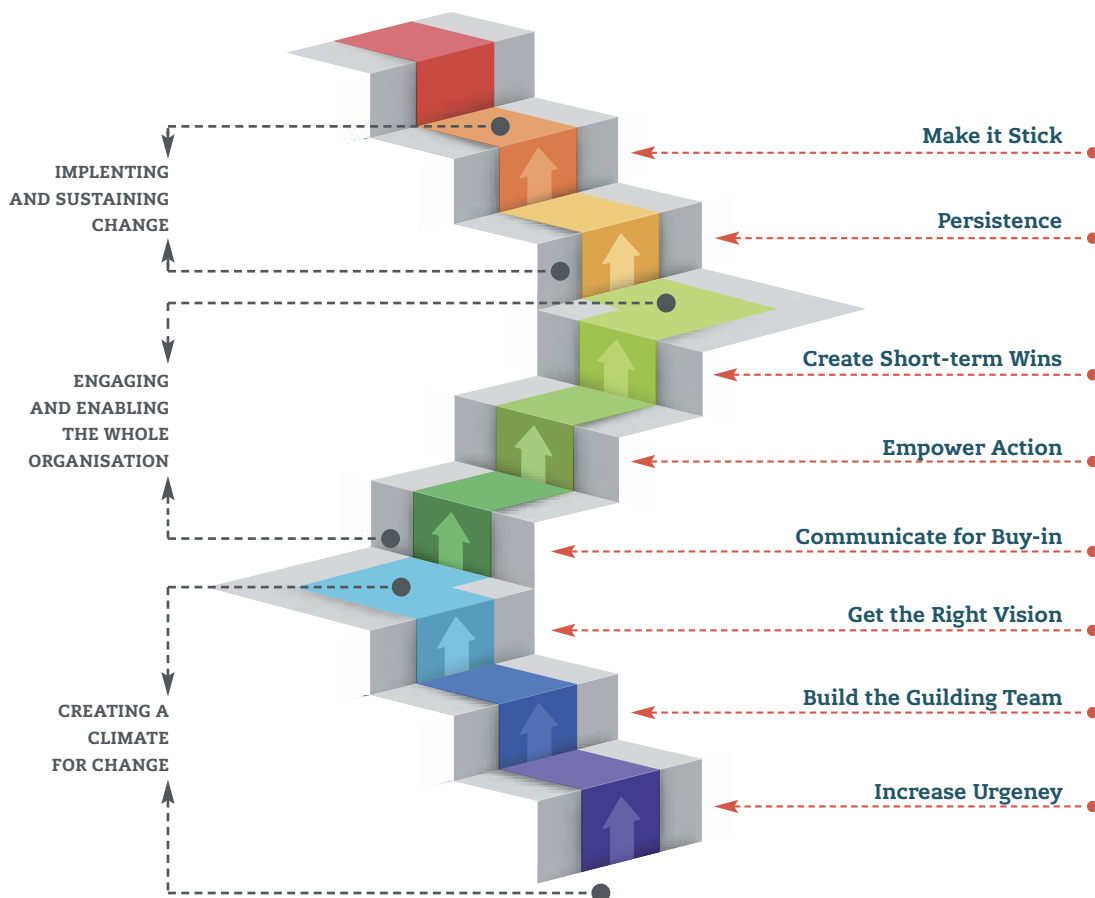 Make it Stick
IMPLENTING
AND SUSTAINING
CHANGE
Persistence
Create Short-term Wins
ENGAGING
AND ENABLING
THE WHOLE
ORGANISATION
Empower Action
Communicate for Buy-in
Get the Right Vision
Build the Guilding Team
CREATING A
CLIMATE
FOR CHANGE
Increase Urgeney